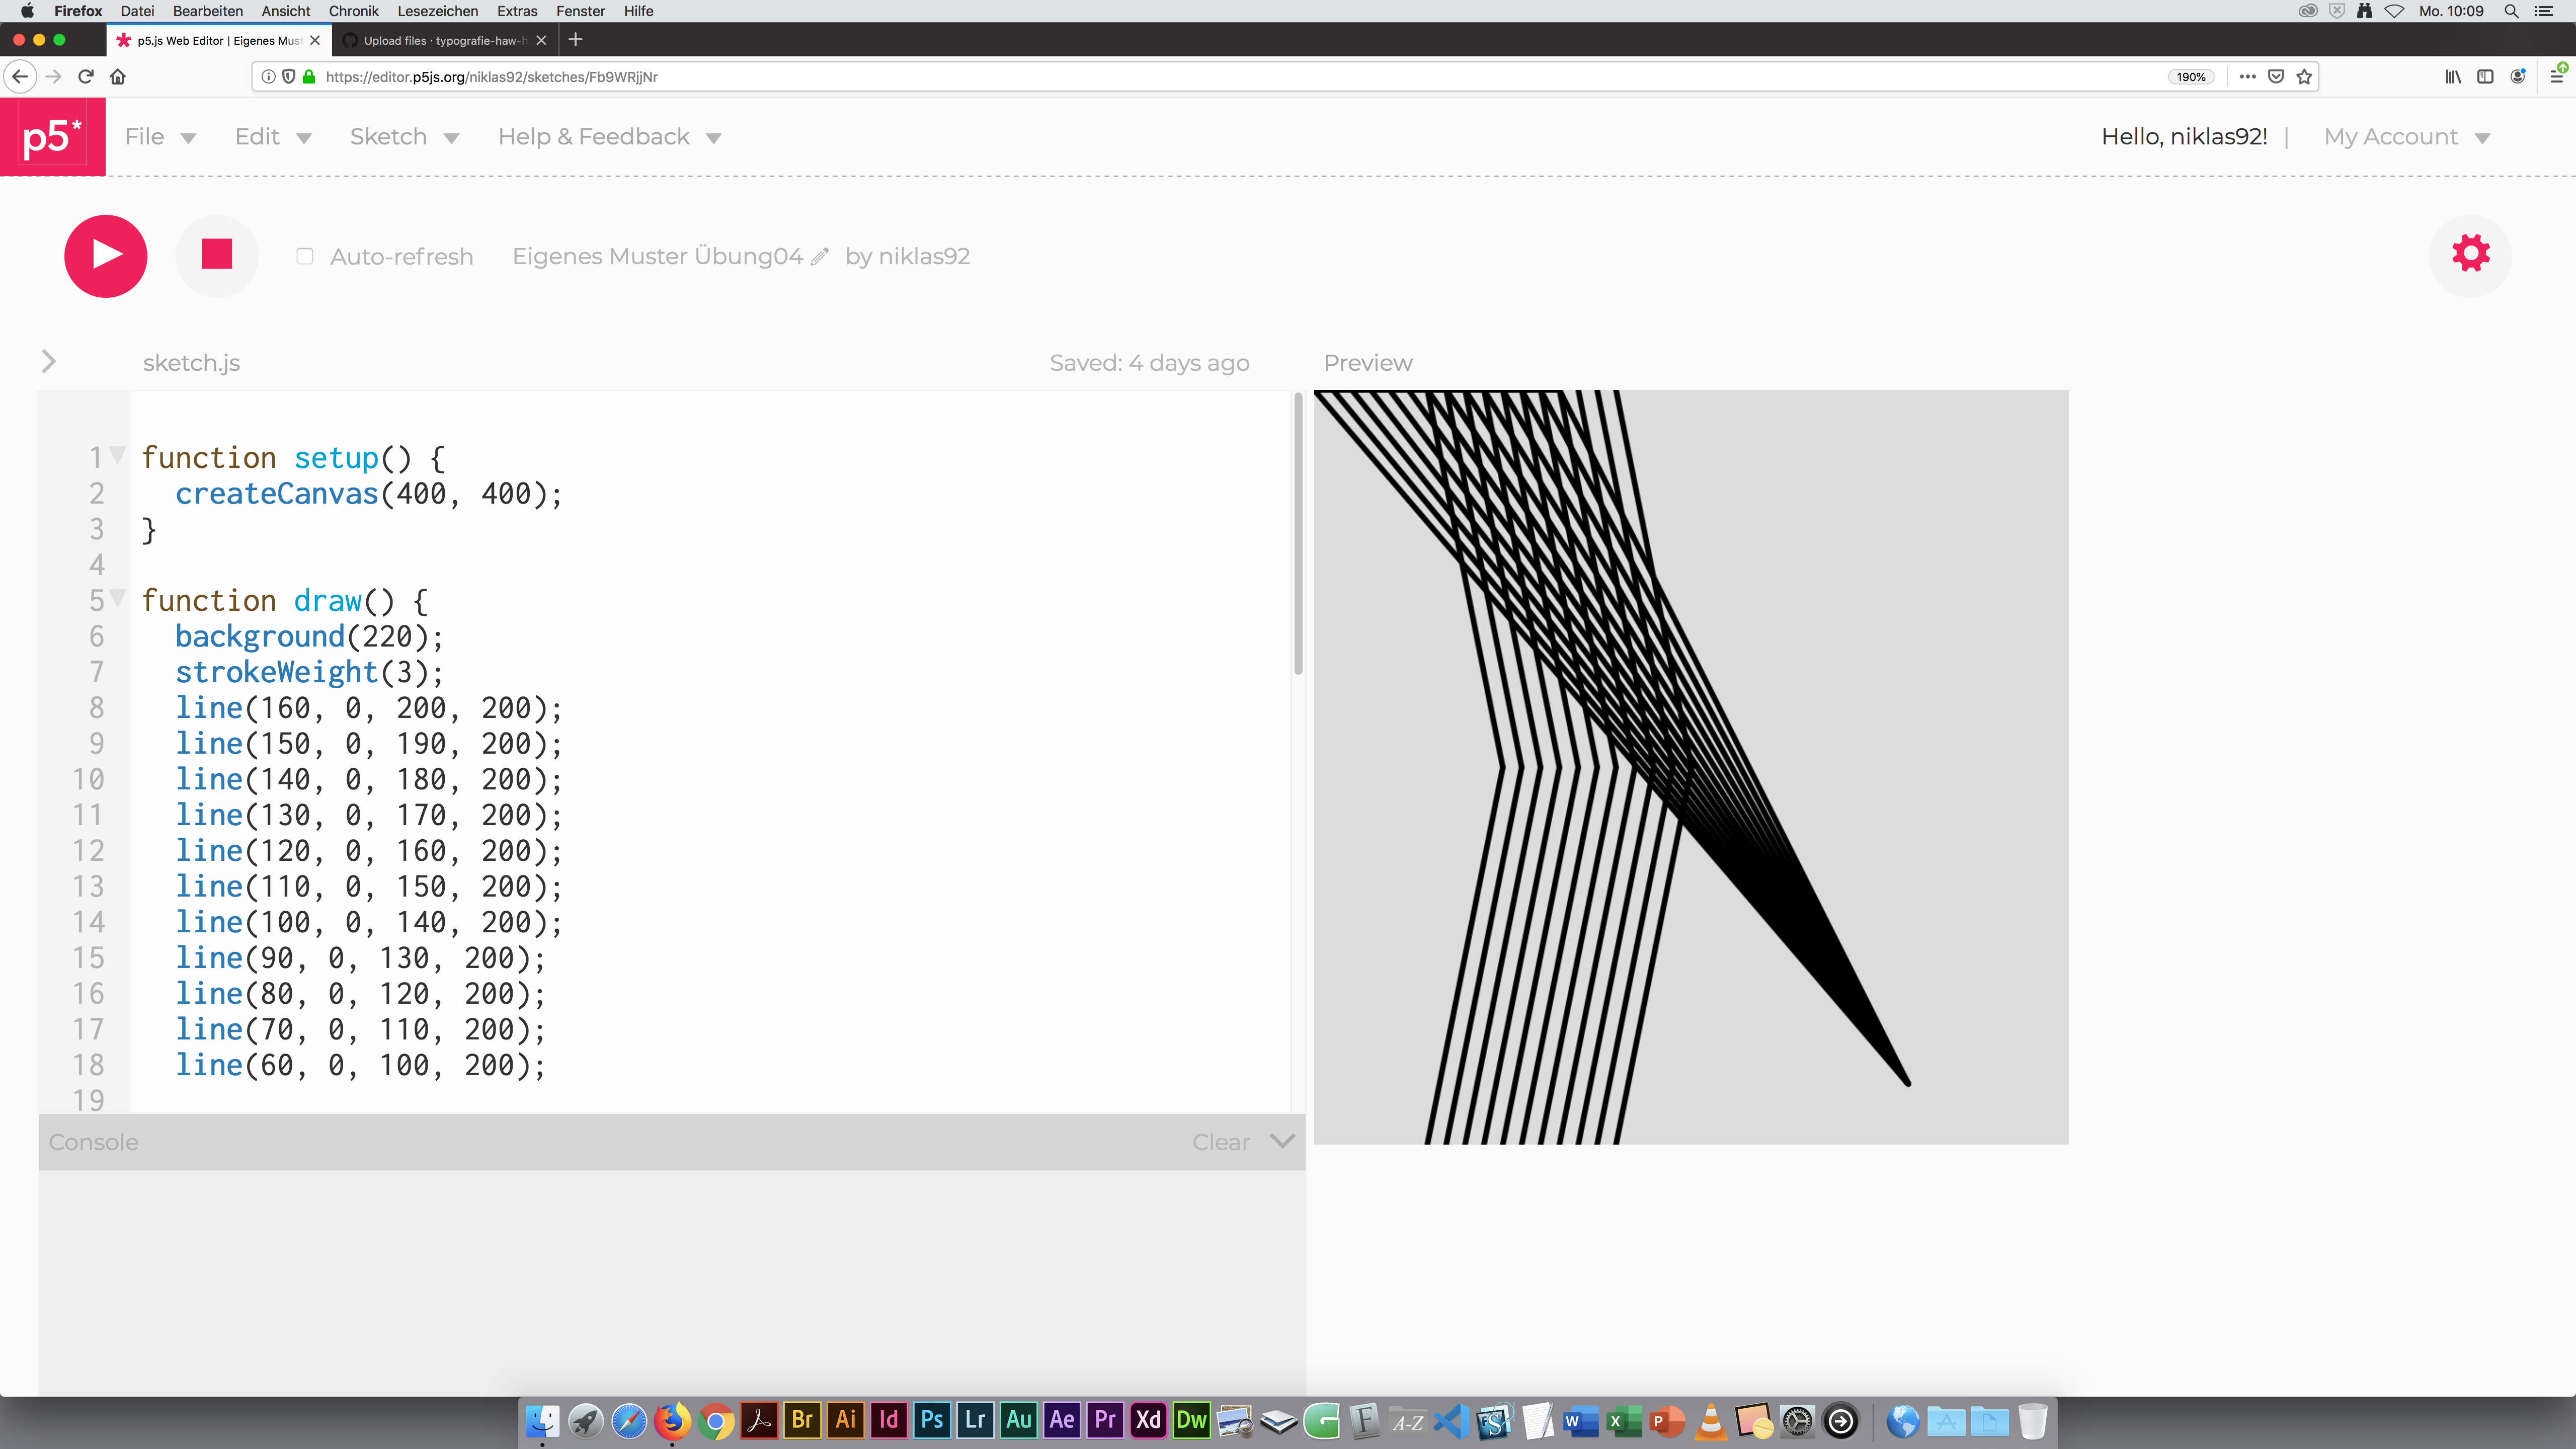 Firefox Datei Bearbeiten Ansicht Chronik Lesezeichen Extras Fenster Hilfe Mo. 10:09
p5.js Web Editor | Eigenes Must Upload files · typografie-haw-h
https://editor.p5js.org/niklas92/sketches/Fb9WRjjNr 190%
p5* File Edit Sketch Help & Feedback Hello, niklas92! | My Account
Auto-refresh Eigenes Muster Übung04 by niklas92
sketch.js Saved: 4 days ago Preview
1 function setup() {
2 createCanvas(400, 400);
3 }
4
5 function draw() {
6 background(220);
7 strokeWeight(3);
8 line(160, 0, 200, 200);
9 line(150, 0, 190, 200);
10 line(140, 0, 180, 200);
11 line(130, 0, 170, 200);
12 line(120, 0, 160, 200);
13 line(110, 0, 150, 200);
14 line(100, 0, 140, 200);
15 line(90, 0, 130, 200);
16 line(80, 0, 120, 200);
17 line(70, 0, 110, 200);
18 line(60, 0, 100, 200);
19
Console Clear
Br Ai Id Ps Lr Au Ae Pr Xd Dw G F A-Z FS W X P